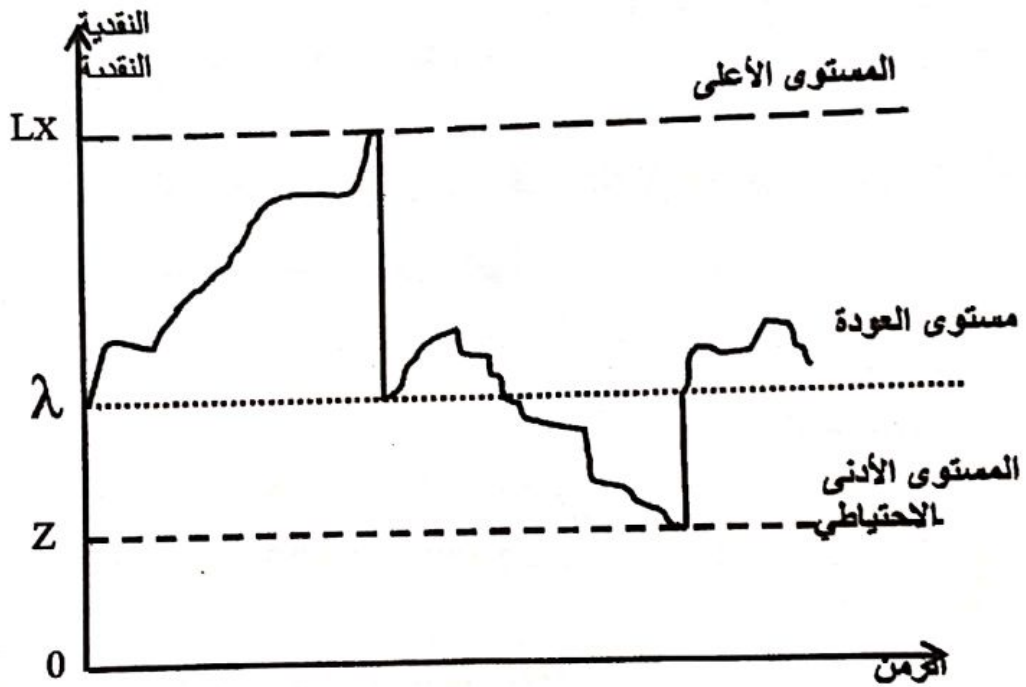 النقدية
النقدية
المستوى الأعلى
Lx
مستوى العودة
λ
المستوى الأدنى
الاحتياطي
Z
0
الزمن